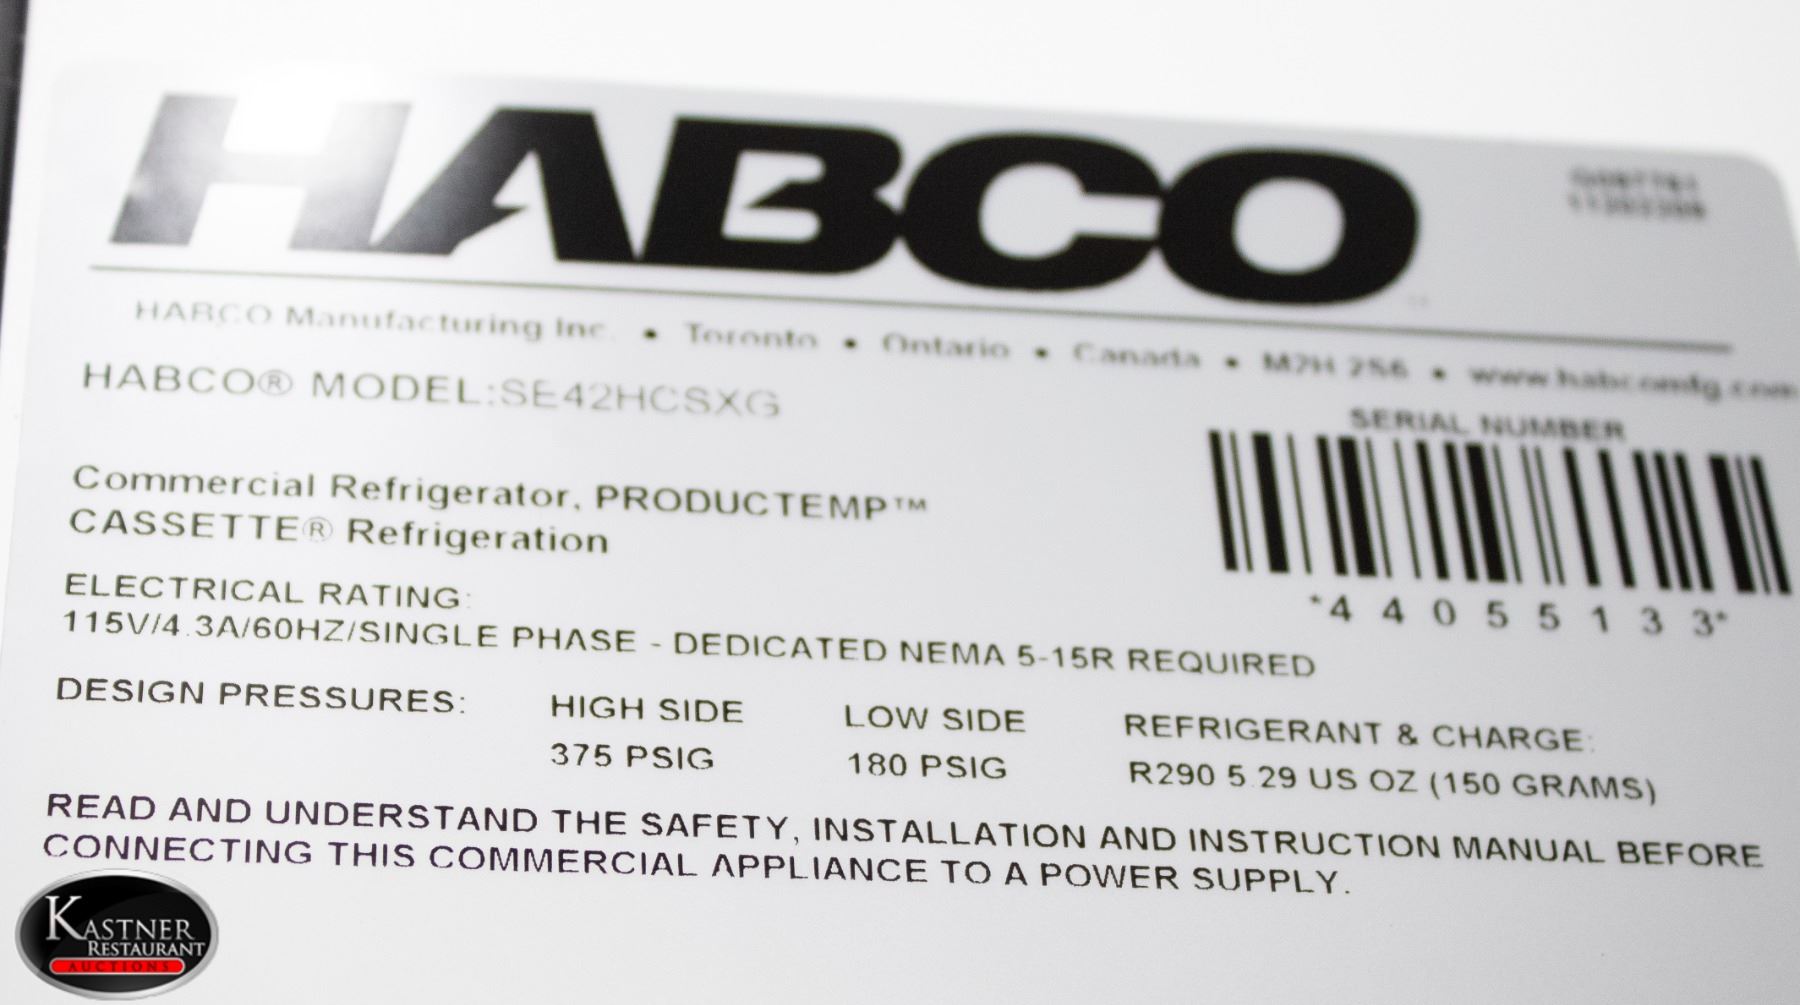 HABCO
HABCO Manufacturing Inc. • Toronto • Ontario • Canada • M2H 2S6 • www.habcomfg.com
HABCO® MODEL:SE42HCSXG
SERIAL NUMBER
*44055133*
Commercial Refrigerator, PRODUCTEMP™
CASSETTE® Refrigeration
ELECTRICAL RATING:
115V/4.3A/60HZ/SINGLE PHASE - DEDICATED NEMA 5-15R REQUIRED
DESIGN PRESSURES: HIGH SIDE LOW SIDE REFRIGERANT & CHARGE:
375 PSIG 180 PSIG R290 5.29 US OZ (150 GRAMS)
READ AND UNDERSTAND THE SAFETY, INSTALLATION AND INSTRUCTION MANUAL BEFORE
CONNECTING THIS COMMERCIAL APPLIANCE TO A POWER SUPPLY.
KASTNER
RESTAURANT
AUCTIONS